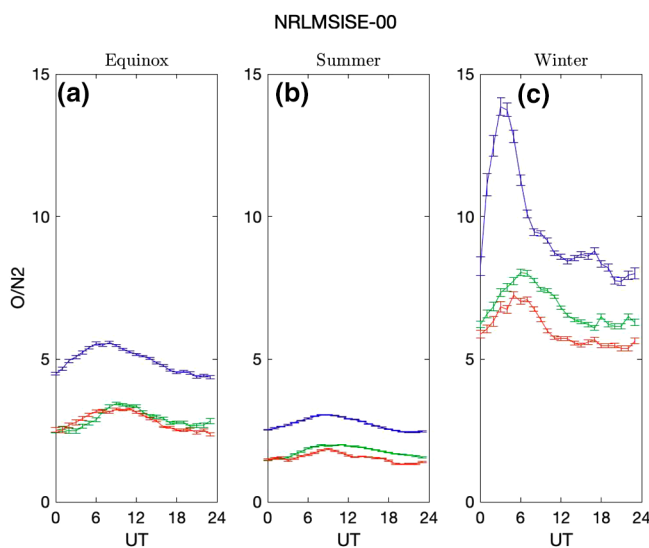 NRLMSISE-00
Equinox Summer Winter
(a) (b) (c)
15 15 15
10 10 10
O/N2
5 5 5
0 0 0
0 6 12 18 24 0 6 12 18 24 0 6 12 18 24
UT UT UT